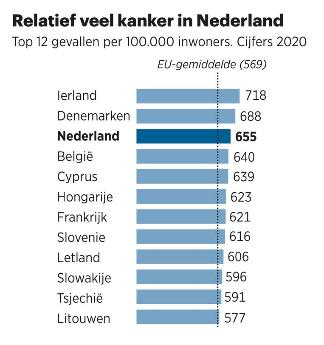 Relatief veel kanker in Nederland
Top 12 gevallen per 100.000 inwoners. Cijfers 2020
EU-gemiddelde (569)
Ierland 718
Denemarken 688
Nederland 655
België 640
Cyprus 639
Hongarije 623
Frankrijk 621
Slovenie 616
Letland 606
Slowakije 596
Tsjechië 591
Litouwen 577